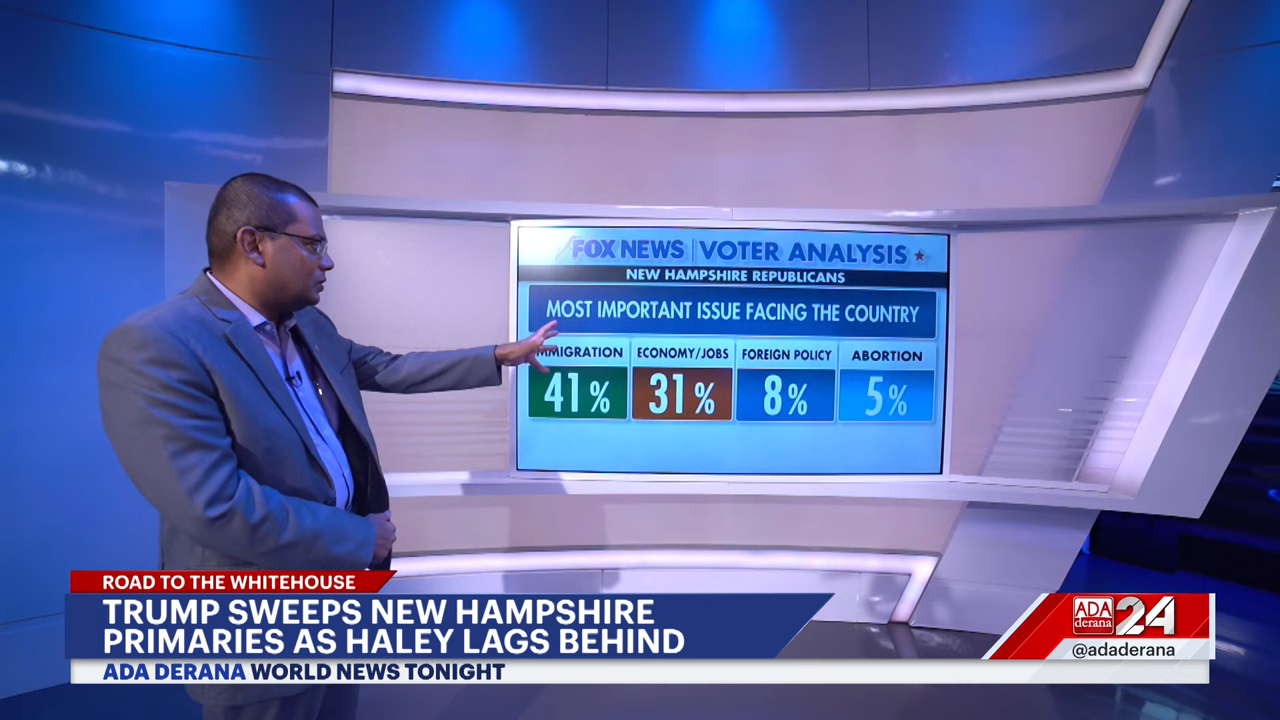 FOX NEWS VOTER ANALYSIS
NEW HAMPSHIRE REPUBLICANS
MOST IMPORTANT ISSUE FACING THE COUNTRY
IMMIGRATION ECONOMY/JOBS FOREIGN POLICY ABORTION
41% 31% 8% 5%
ROAD TO THE WHITEHOUSE
TRUMP SWEEPS NEW HAMPSHIRE
PRIMARIES AS HALEY LAGS BEHIND
ADA DERANA WORLD NEWS TONIGHT
ADA
derana
24
@adaderana